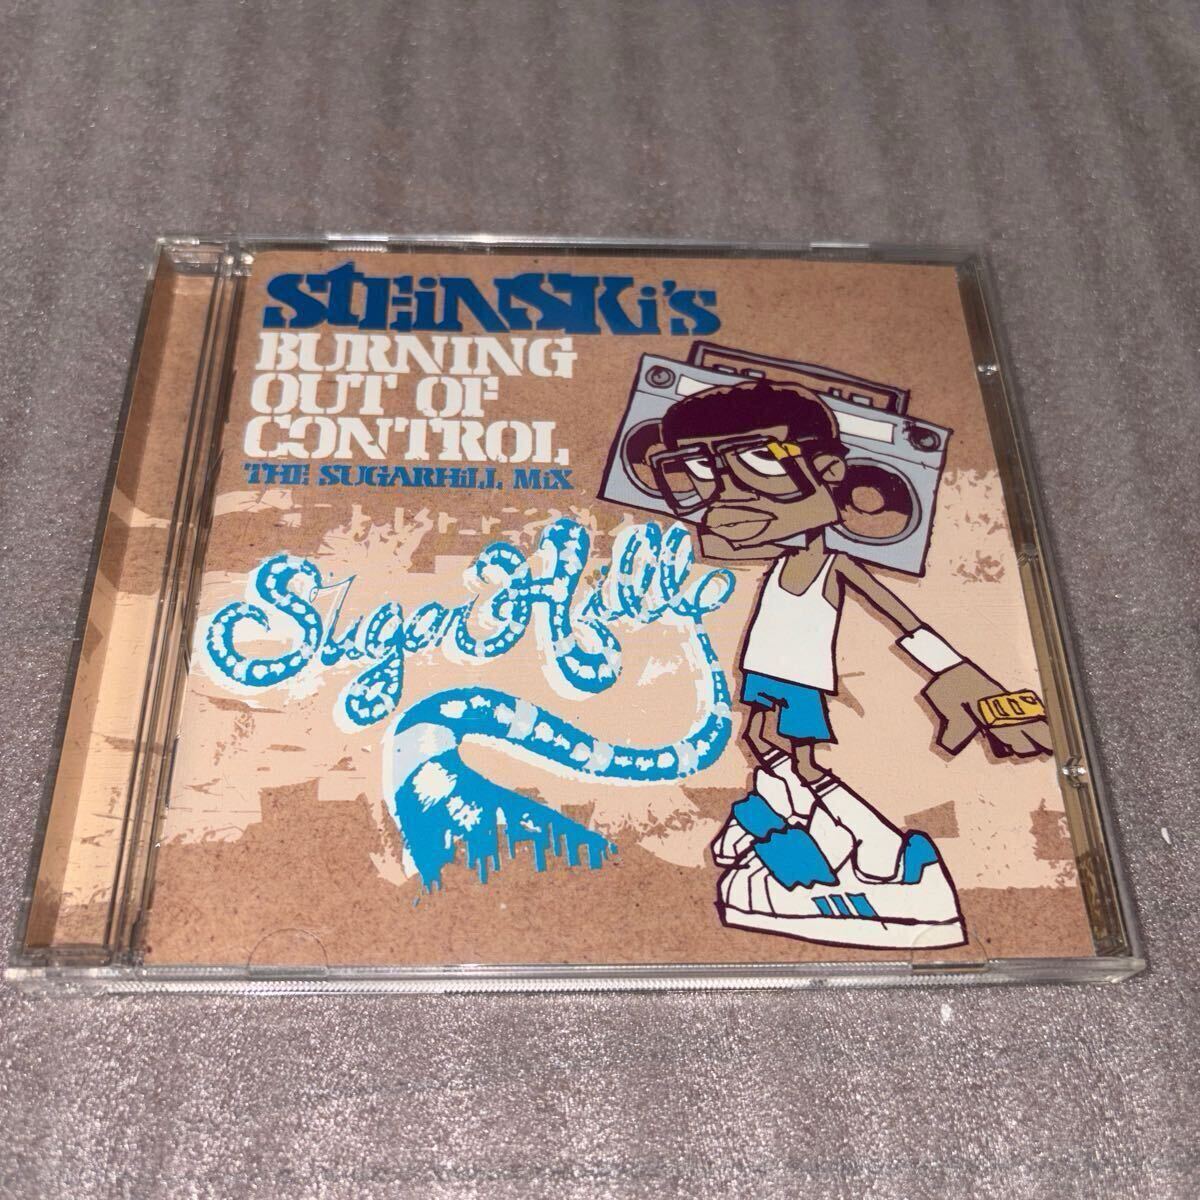 STEiNSKi's
BURNING
OUT OF
CONTROL
THE SUGARHiLL MiX
SugarHill